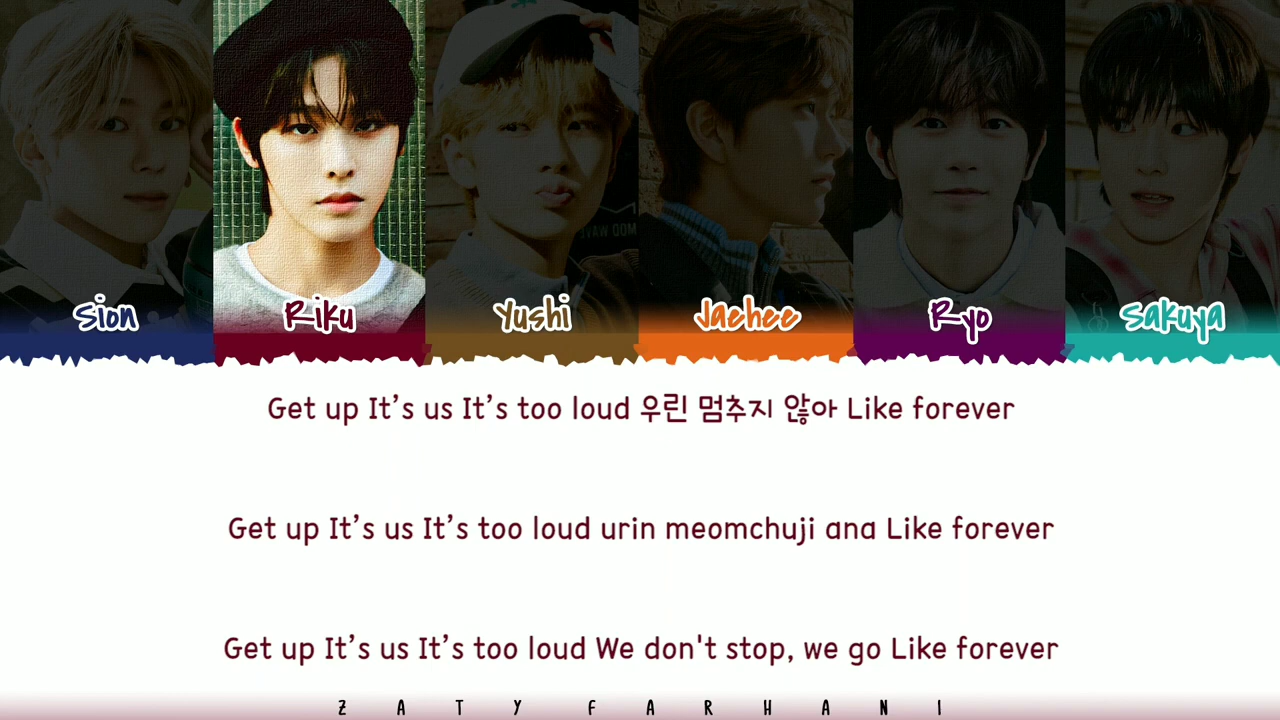 Sion Riku Yushi Jaehee Ryo Sakuya
Get up It’s us It’s too loud 우린 멈추지 않아 Like forever
Get up It’s us It’s too loud urin meomchuji ana Like forever
Get up It’s us It’s too loud We don't stop, we go Like forever
ZATY FARHANI